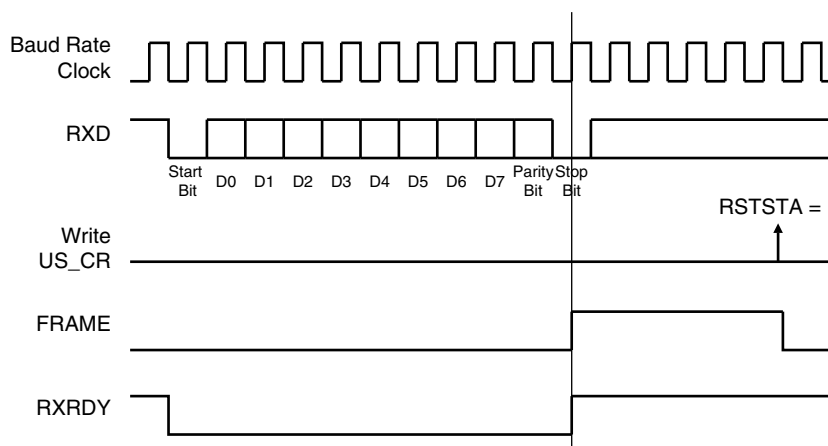 Baud Rate
Clock
RXD
Start
Bit
D0
D1
D2
D3
D4
D5
D6
D7
Parity
Bit
Stop
Bit
RSTSTA =
Write
US_CR
FRAME
RXRDY